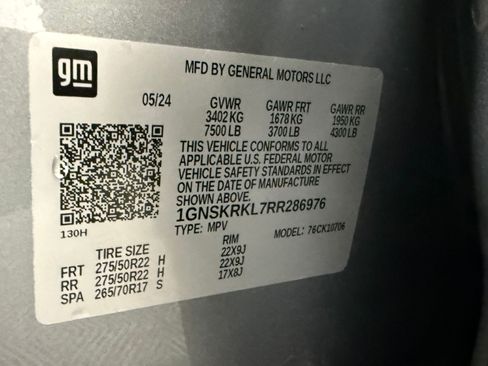 gm
MFD BY GENERAL MOTORS LLC
05/24 GVWR GAWR FRT GAWR RR
3402 KG 1678 KG 1950 KG
7500 LB 3700 LB 4300 LB
THIS VEHICLE CONFORMS TO ALL
APPLICABLE U.S. FEDERAL MOTOR
VEHICLE SAFETY STANDARDS IN EFFECT
ON THE DATE OF MANUFACTURE
1GNSKRKL7RR286976
130H
TYPE: MPV MODEL: 76CK10706
TIRE SIZE RIM
FRT 275/50R22 H 22X9J
RR 275/50R22 H 22X9J
SPA 265/70R17 S 17X8J